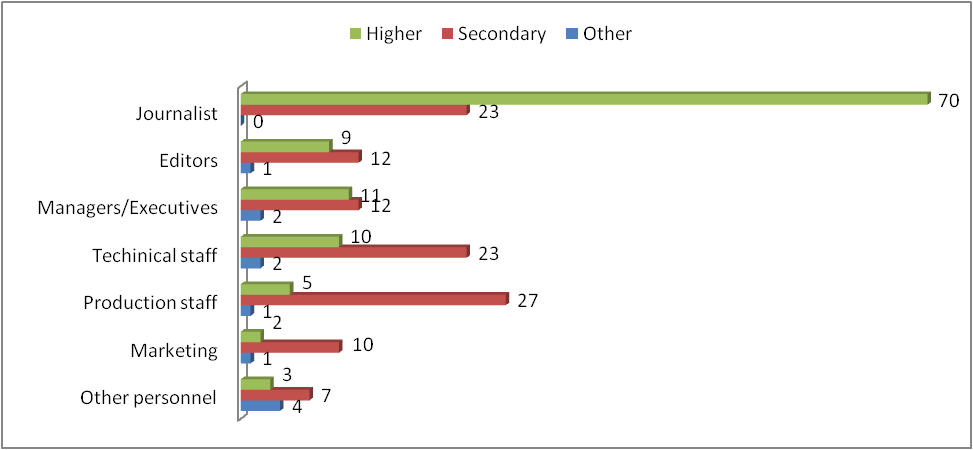 Higher Secondary Other
Journalist 70
23
0
Editors 9
12
1
Managers/Executives 11
12
2
Techinical staff 10
23
2
Production staff 5
27
1
Marketing 2
10
1
Other personnel 3
7
4